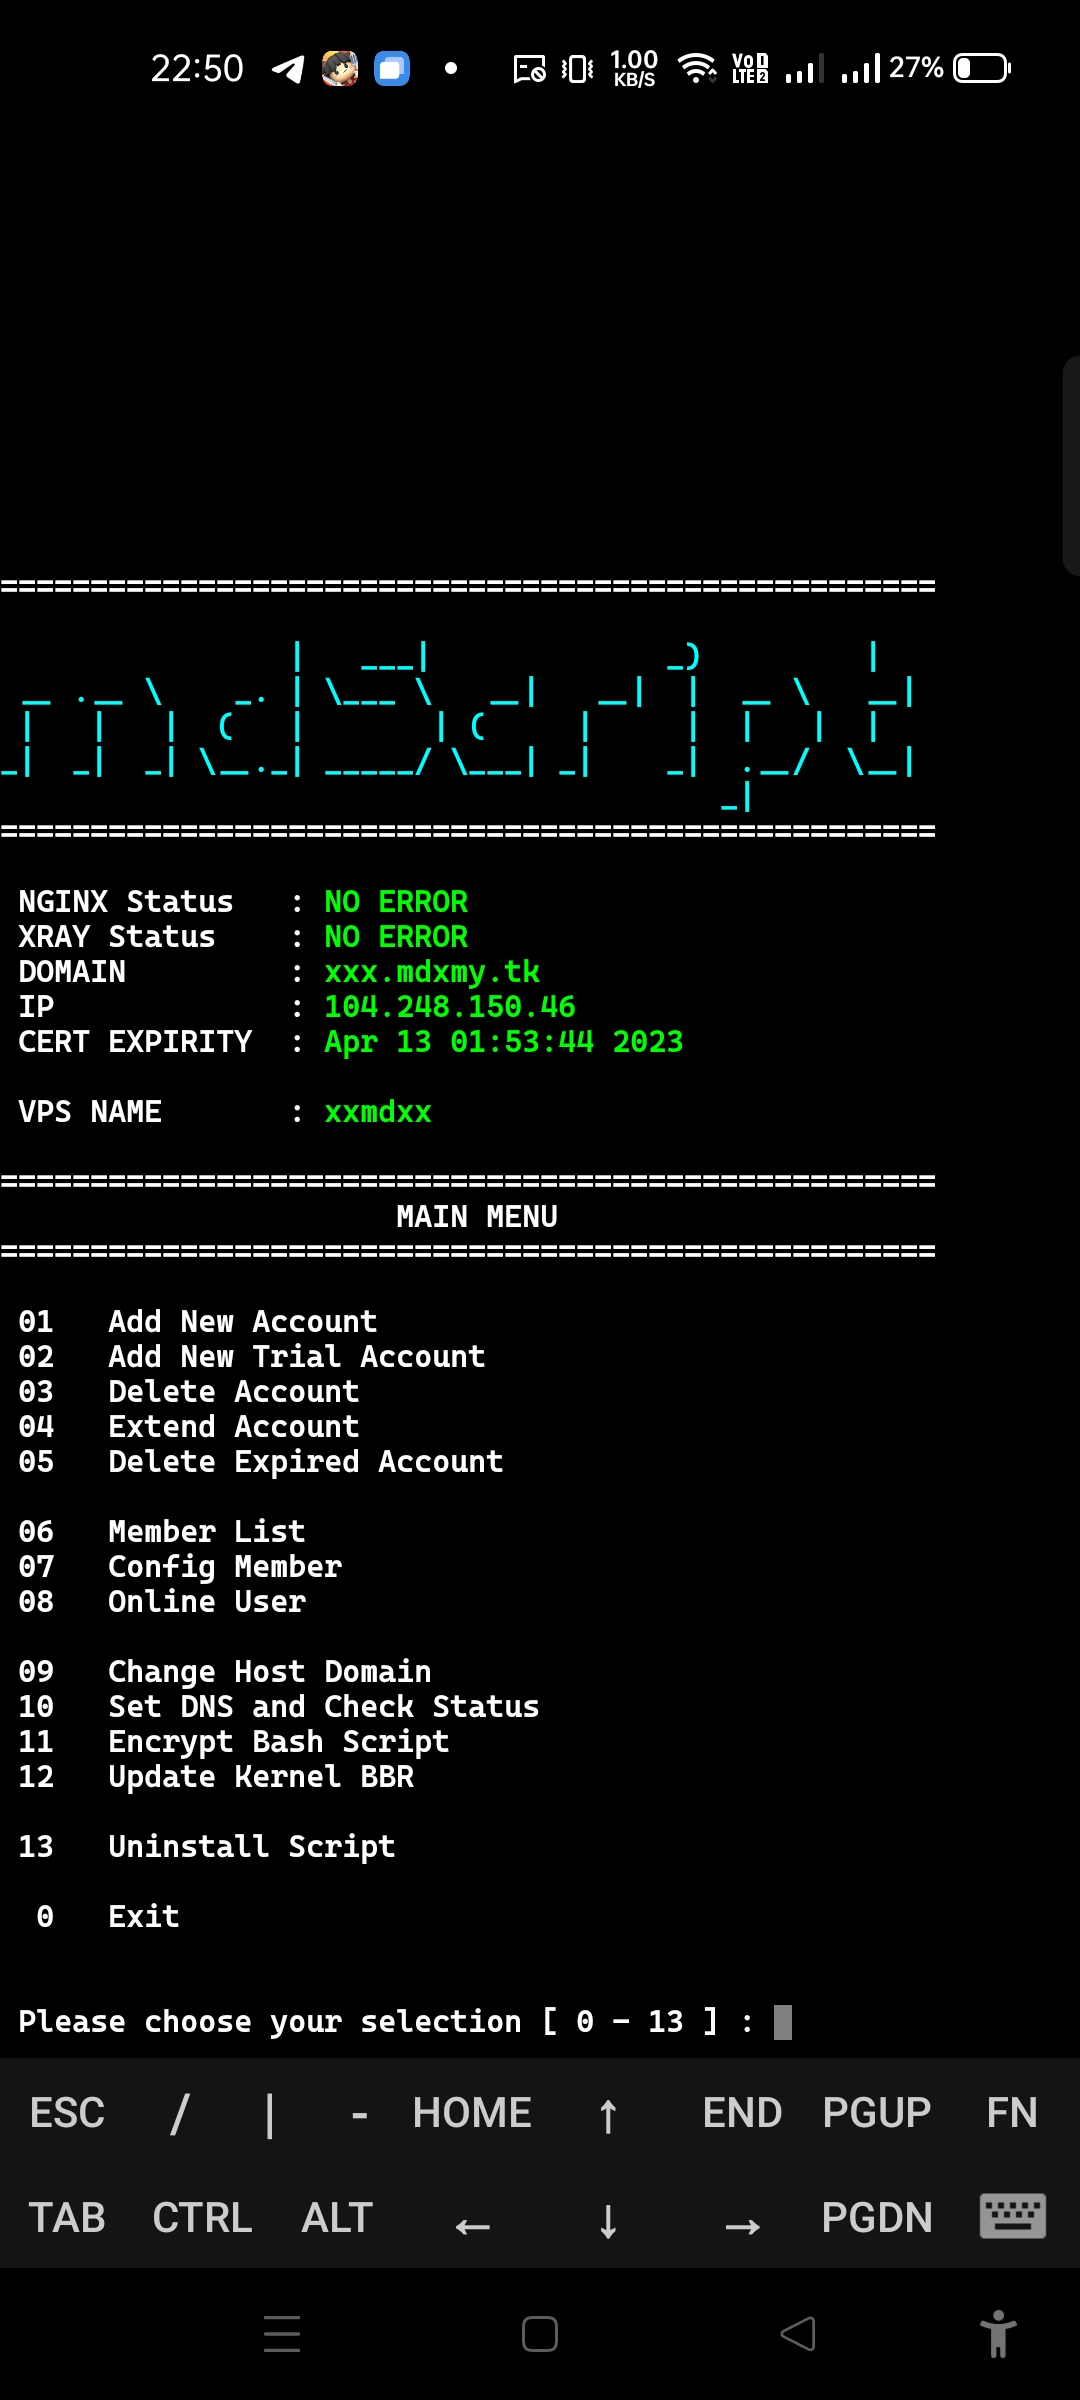 22:50 1.00 KB/S VoLTE 1 2 27%
==================================================
mdScript
==================================================
NGINX Status : NO ERROR
XRAY Status : NO ERROR
DOMAIN : xxx.mdxmy.tk
IP : 104.248.150.46
CERT EXPIRITY : Apr 13 01:53:44 2023
VPS NAME : xxmdxx
==================================================
MAIN MENU
==================================================
01 Add New Account
02 Add New Trial Account
03 Delete Account
04 Extend Account
05 Delete Expired Account
06 Member List
07 Config Member
08 Online User
09 Change Host Domain
10 Set DNS and Check Status
11 Encrypt Bash Script
12 Update Kernel BBR
13 Uninstall Script
0 Exit
Please choose your selection [ 0 - 13 ] :
ESC / | - HOME ↑ END PGUP FN
TAB CTRL ALT ← ↓ → PGDN